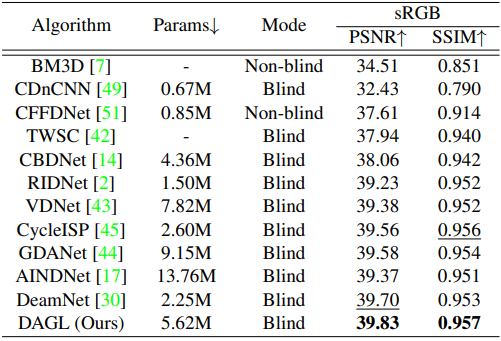 Algorithm Params↓ Mode sRGB
PSNR↑ SSIM↑
BM3D [7] - Non-blind 34.51 0.851
CDnCNN [49] 0.67M Blind 32.43 0.790
CFFDNet [51] 0.85M Non-blind 37.61 0.914
TWSC [42] - Blind 37.94 0.940
CBDNet [14] 4.36M Blind 38.06 0.942
RIDNet [2] 1.50M Blind 39.23 0.952
VDNet [43] 7.82M Blind 39.38 0.952
CycleISP [45] 2.60M Blind 39.56 0.956
GDANet [44] 9.15M Blind 39.58 0.954
AINDNet [17] 13.76M Blind 39.37 0.951
DeamNet [30] 2.25M Blind 39.70 0.953
DAGL (Ours) 5.62M Blind 39.83 0.957